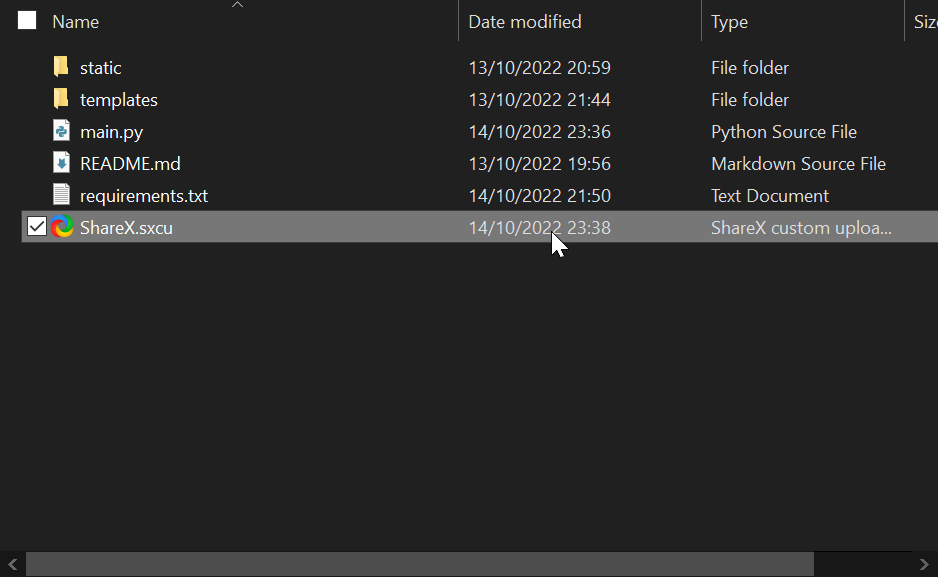 Name Date modified Type Siz
static 13/10/2022 20:59 File folder
templates 13/10/2022 21:44 File folder
main.py 14/10/2022 23:36 Python Source File
README.md 13/10/2022 19:56 Markdown Source File
requirements.txt 14/10/2022 21:50 Text Document
ShareX.sxcu 14/10/2022 23:38 ShareX custom uploa...